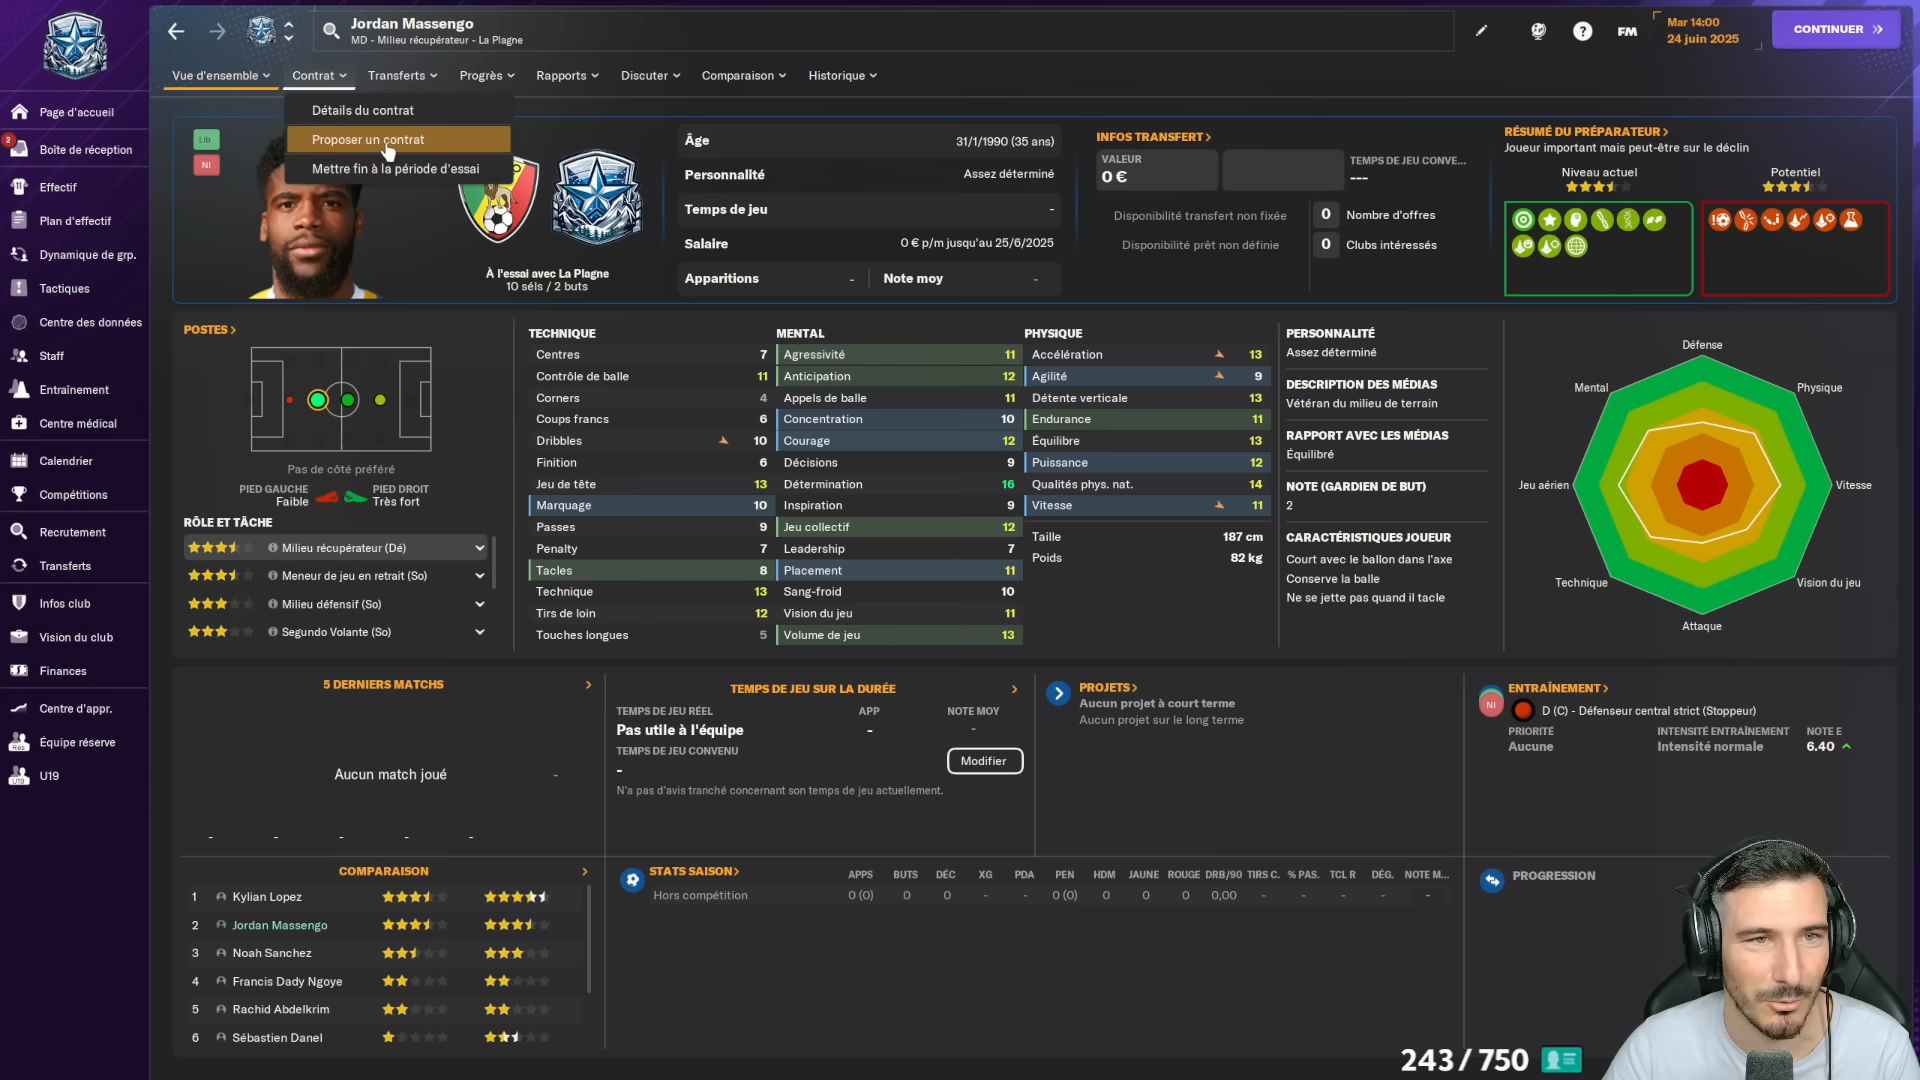 Jordan Massengo
MD - Milieu récupérateur - La Plagne
FM
Mar 14:00
24 juin 2025
CONTINUER
Vue d'ensemble
Contrat
Transferts
Progrès
Rapports
Discuter
Comparaison
Historique
Page d'accueil
2
Boîte de réception
Effectif
Plan d'effectif
Dynamique de grp.
Tactiques
Centre des données
Staff
Entraînement
Centre médical
Calendrier
Compétitions
Recrutement
Transferts
Infos club
Vision du club
Finances
Centre d'appr.
Équipe réserve
U19
Détails du contrat
Proposer un contrat
Mettre fin à la période d'essai
Lib
NI
À l'essai avec La Plagne
10 séls / 2 buts
Âge 31/1/1990 (35 ans)
Personnalité Assez déterminé
Temps de jeu -
Salaire 0 € p/m jusqu'au 25/6/2025
Apparitions - Note moy -
INFOS TRANSFERT
VALEUR
0 €
TEMPS DE JEU CONVE...
---
Disponibilité transfert non fixée
0 Nombre d'offres
Disponibilité prêt non définie
0 Clubs intéressés
RÉSUMÉ DU PRÉPARATEUR
Joueur important mais peut-être sur le déclin
Niveau actuel
Potentiel
POSTES
Pas de côté préféré
PIED GAUCHE
Faible
PIED DROIT
Très fort
RÔLE ET TÂCHE
Milieu récupérateur (Dé)
Meneur de jeu en retrait (So)
Milieu défensif (So)
Segundo Volante (So)
TECHNIQUE
Centres 7
Contrôle de balle 11
Corners 4
Coups francs 6
Dribbles 10
Finition 6
Jeu de tête 13
Marquage 10
Passes 9
Penalty 7
Tacles 8
Technique 13
Tirs de loin 12
Touches longues 5
MENTAL
Agressivité 11
Anticipation 12
Appels de balle 11
Concentration 10
Courage 12
Décisions 9
Détermination 16
Inspiration 9
Jeu collectif 12
Leadership 7
Placement 11
Sang-froid 10
Vision du jeu 11
Volume de jeu 13
PHYSIQUE
Accélération 13
Agilité 9
Détente verticale 13
Endurance 11
Équilibre 13
Puissance 12
Qualités phys. nat. 14
Vitesse 11
Taille 187 cm
Poids 82 kg
PERSONNALITÉ
Assez déterminé
DESCRIPTION DES MÉDIAS
Vétéran du milieu de terrain
RAPPORT AVEC LES MÉDIAS
Équilibré
NOTE (GARDIEN DE BUT)
2
CARACTÉRISTIQUES JOUEUR
Court avec le ballon dans l'axe
Conserve la balle
Ne se jette pas quand il tacle
Défense
Mental
Physique
Jeu aérien
Vitesse
Technique
Vision du jeu
Attaque
5 DERNIERS MATCHS
Aucun match joué -
- - - - -
TEMPS DE JEU SUR LA DURÉE
TEMPS DE JEU RÉEL APP NOTE MOY
Pas utile à l'équipe - -
TEMPS DE JEU CONVENU
-
Modifier
N'a pas d'avis tranché concernant son temps de jeu actuellement.
PROJETS
Aucun projet à court terme
Aucun projet sur le long terme
NI
ENTRAÎNEMENT
D (C) - Défenseur central strict (Stoppeur)
PRIORITÉ INTENSITÉ ENTRAÎNEMENT NOTE E
Aucune Intensité normale 6.40
COMPARAISON
1 Kylian Lopez
2 Jordan Massengo
3 Noah Sanchez
4 Francis Dady Ngoye
5 Rachid Abdelkrim
6 Sébastien Danel
STATS SAISON APPS BUTS DÉC XG PDA PEN HDM JAUNE ROUGE DRB/90 TIRS C. % PAS. TCL R DÉG. NOTE M...
Hors compétition 0 (0) 0 0 - - 0 (0) 0 0 0 0,00 - - - - -
PROGRESSION
243 / 750